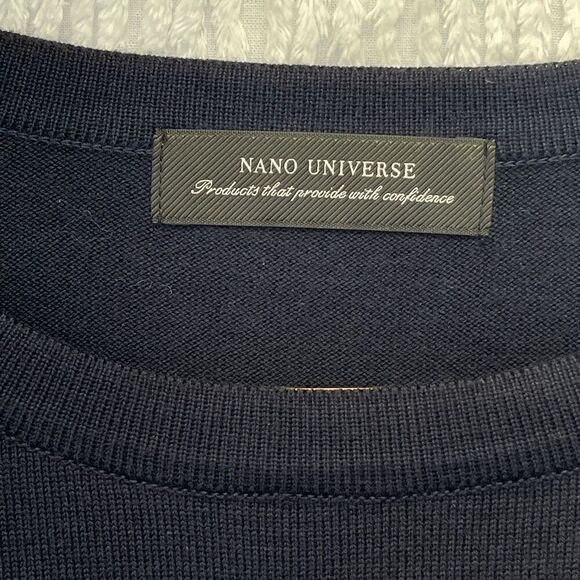 NANO UNIVERSE
Products that provide with confidence